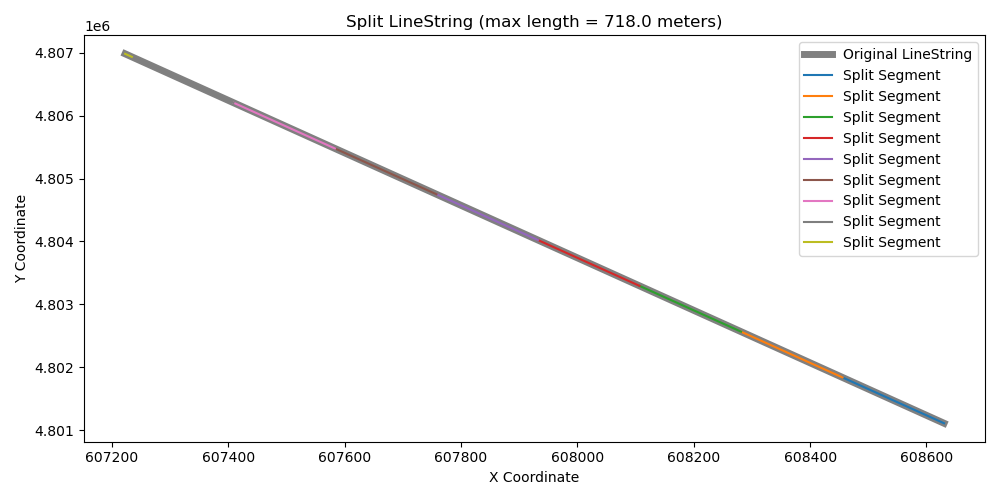 Split LineString (max length = 718.0 meters)
1e6
4.807
4.806
4.805
4.804
4.803
4.802
4.801
Y Coordinate
607200 607400 607600 607800 608000 608200 608400 608600
X Coordinate
Original LineString
Split Segment
Split Segment
Split Segment
Split Segment
Split Segment
Split Segment
Split Segment
Split Segment
Split Segment